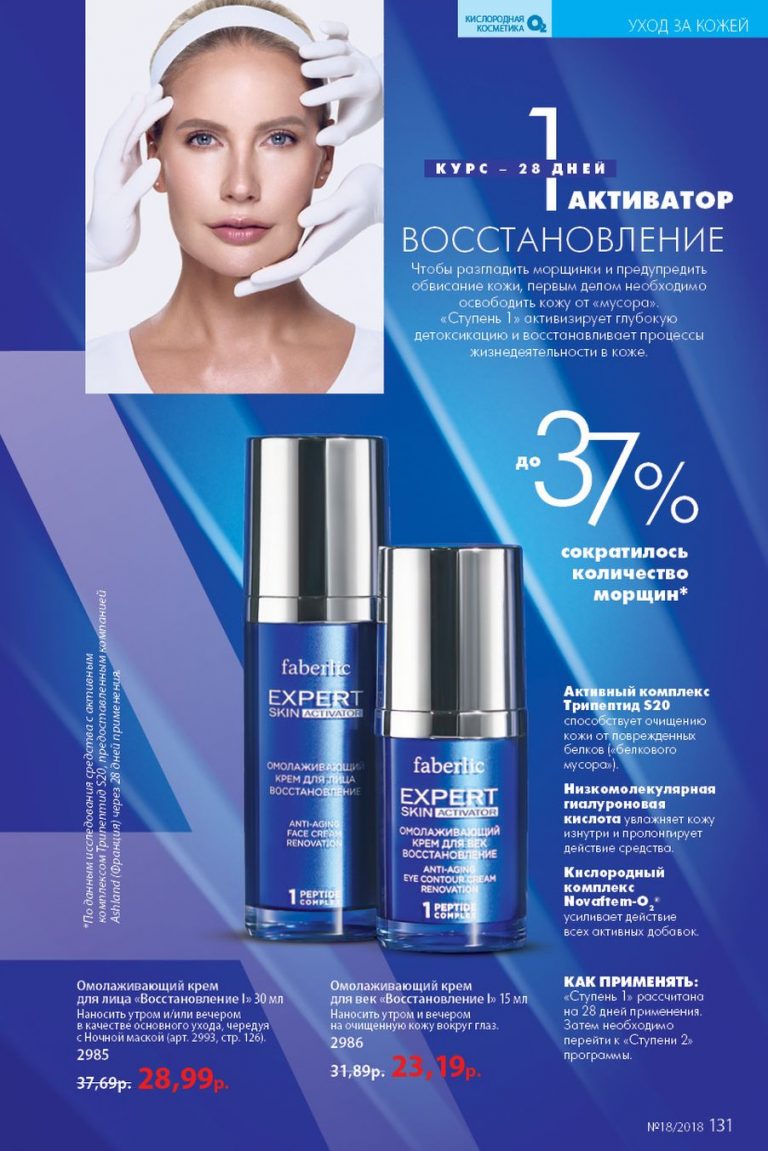 КИСЛОРОДНАЯ
КОСМЕТИКА O2
УХОД ЗА КОЖЕЙ
1
КУРС – 28 ДНЕЙ
АКТИВАТОР
ВОССТАНОВЛЕНИЕ
Чтобы разгладить морщинки и предупредить
обвисание кожи, первым делом необходимо
освободить кожу от «мусора».
«Ступень 1» активизирует глубокую
детоксикацию и восстанавливает процессы
жизнедеятельности в коже.
до 37%
сократилось
количество
морщин*
*По данным исследования средства с активным
комплексом Трипептид S20, предоставленным компанией
Ashland (Франция) через 28 дней применения.
faberlic
EXPERT
SKIN ACTIVATOR
ОМОЛАЖИВАЮЩИЙ
КРЕМ ДЛЯ ЛИЦА
ВОССТАНОВЛЕНИЕ
ANTI-AGING
FACE CREAM
RENOVATION
1 PEPTIDE
COMPLEX
faberlic
EXPERT
SKIN ACTIVATOR
ОМОЛАЖИВАЮЩИЙ
КРЕМ ДЛЯ ВЕК
ВОССТАНОВЛЕНИЕ
ANTI-AGING
EYE CONTOUR CREAM
RENOVATION
1 PEPTIDE
COMPLEX
Активный комплекс
Трипептид S20
способствует очищению
кожи от поврежденных
белков («белкового
мусора»).
Низкомолекулярная
гиалуроновая
кислота увлажняет кожу
изнутри и пролонгирует
действие средства.
Кислородный
комплекс
Novaftem-O2®
усиливает действие
всех активных добавок.
КАК ПРИМЕНЯТЬ:
«Ступень 1» рассчитана
на 28 дней применения.
Затем необходимо
перейти к «Ступени 2»
программы.
Омолаживающий крем
для лица «Восстановление I» 30 мл
Наносить утром и/или вечером
в качестве основного ухода, чередуя
с Ночной маской (арт. 2993, стр. 126).
2985
37,69р. 28,99р.
Омолаживающий крем
для век «Восстановление I» 15 мл
Наносить утром и вечером
на очищенную кожу вокруг глаз.
2986
31,89р. 23,19р.
№18/2018 131